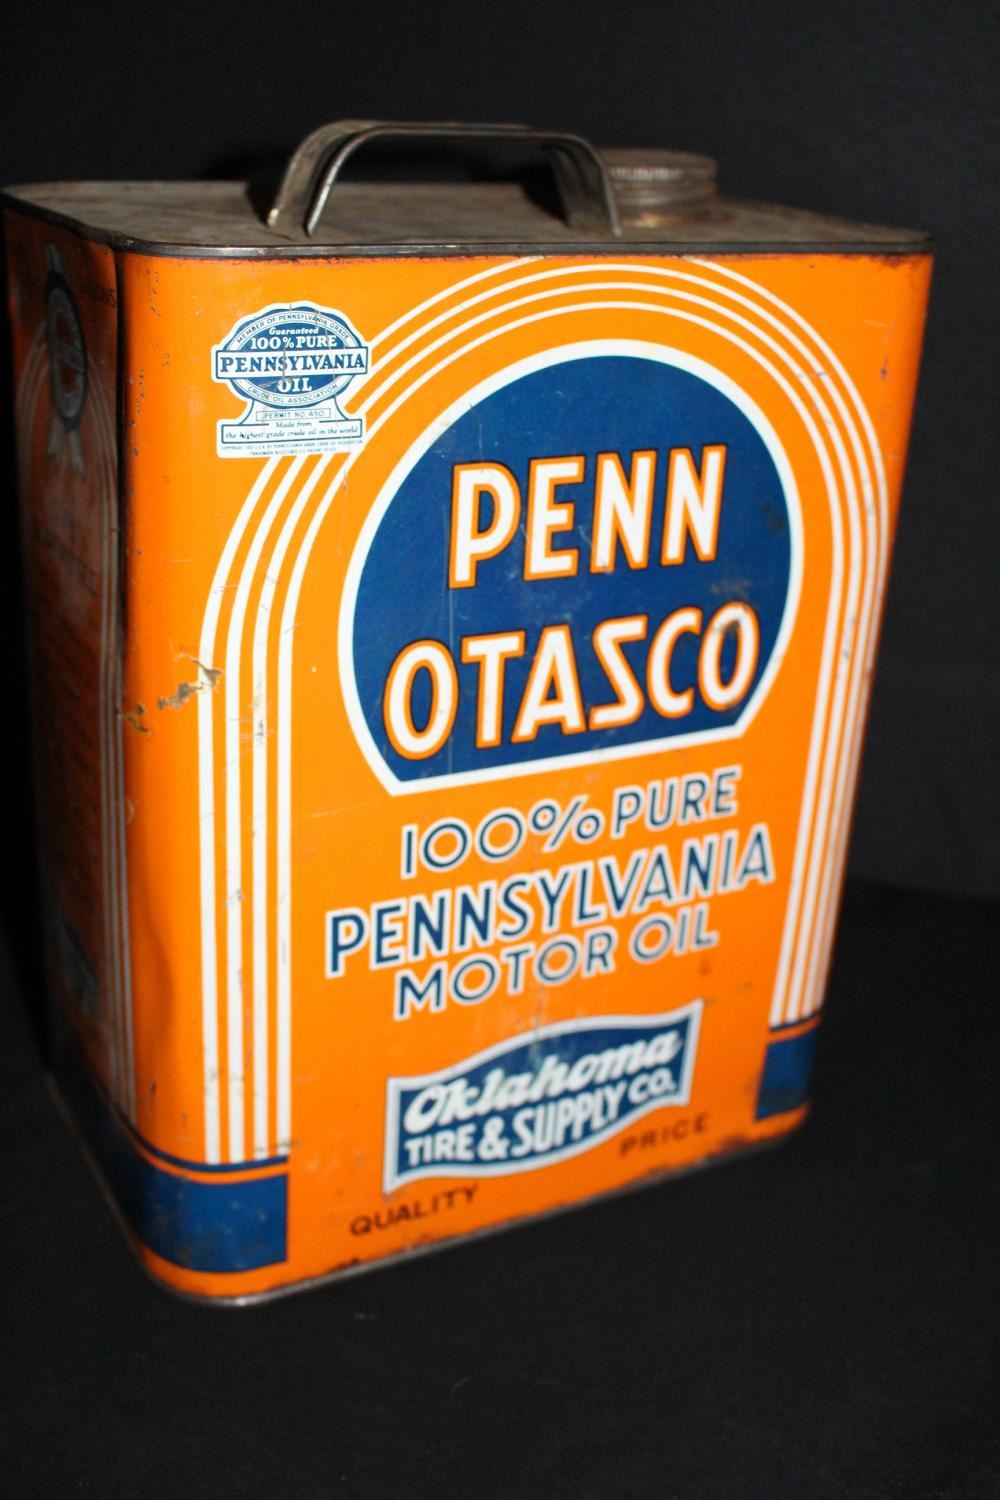 MEMBER OF PENNSYLVANIA GRADE
Guaranteed
100% PURE
PENNSYLVANIA
OIL
CRUDE OIL ASSOCIATION
PERMIT NO. 450
Made from
the highest grade crude oil in the world
PENN
OTASCO
100% PURE
PENNSYLVANIA
MOTOR OIL
Oklahoma
TIRE & SUPPLY CO.
QUALITY PRICE